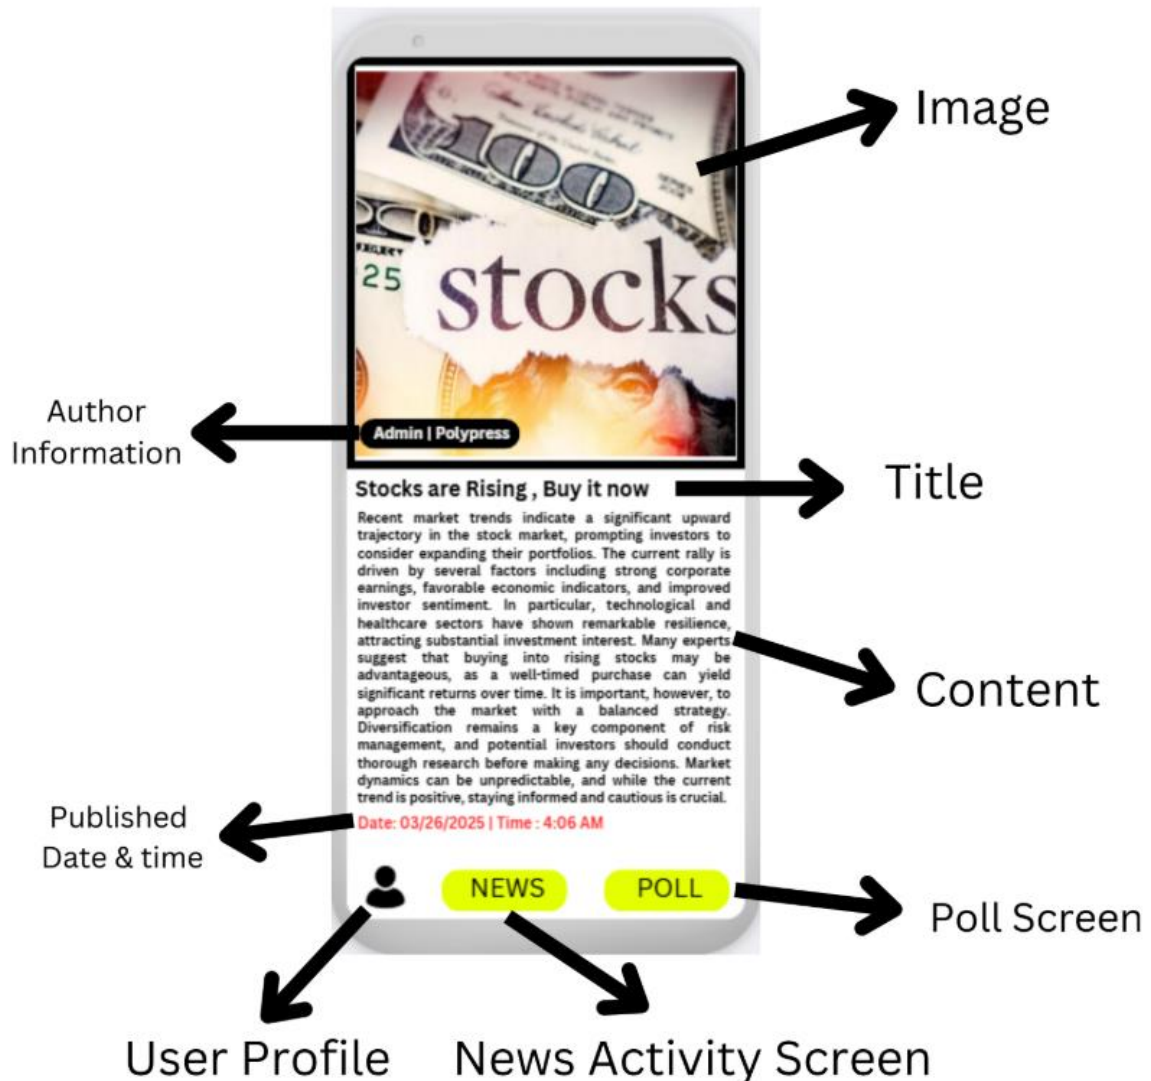 Image
100
25
stocks
Author
Information
Admin | Polypress
Stocks are Rising , Buy it now
Title
Recent market trends indicate a significant upward
trajectory in the stock market, prompting investors to
consider expanding their portfolios. The current rally is
driven by several factors including strong corporate
earnings, favorable economic indicators, and improved
investor sentiment. In particular, technological and
healthcare sectors have shown remarkable resilience,
attracting substantial investment interest. Many experts
suggest that buying into rising stocks may be
advantageous, as a well-timed purchase can yield
significant returns over time. It is important, however, to
approach the market with a balanced strategy.
Diversification remains a key component of risk
management, and potential investors should conduct
thorough research before making any decisions. Market
dynamics can be unpredictable, and while the current
trend is positive, staying informed and cautious is crucial.
Content
Published
Date & time
Date: 03/26/2025 | Time : 4:06 AM
NEWS
POLL
Poll Screen
User Profile
News Activity Screen